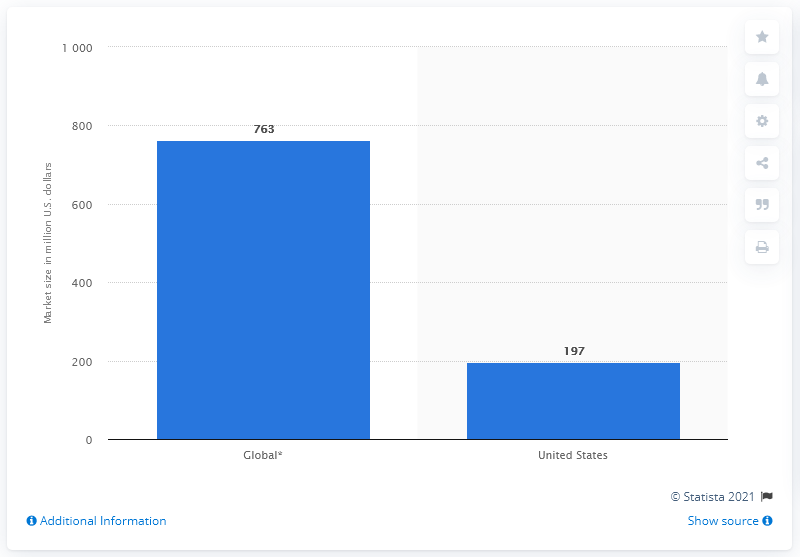 1 000
800
600
400
200
0
Market size in million U.S. dollars
763
197
Global*
United States
© Statista 2021
Additional Information
Show source